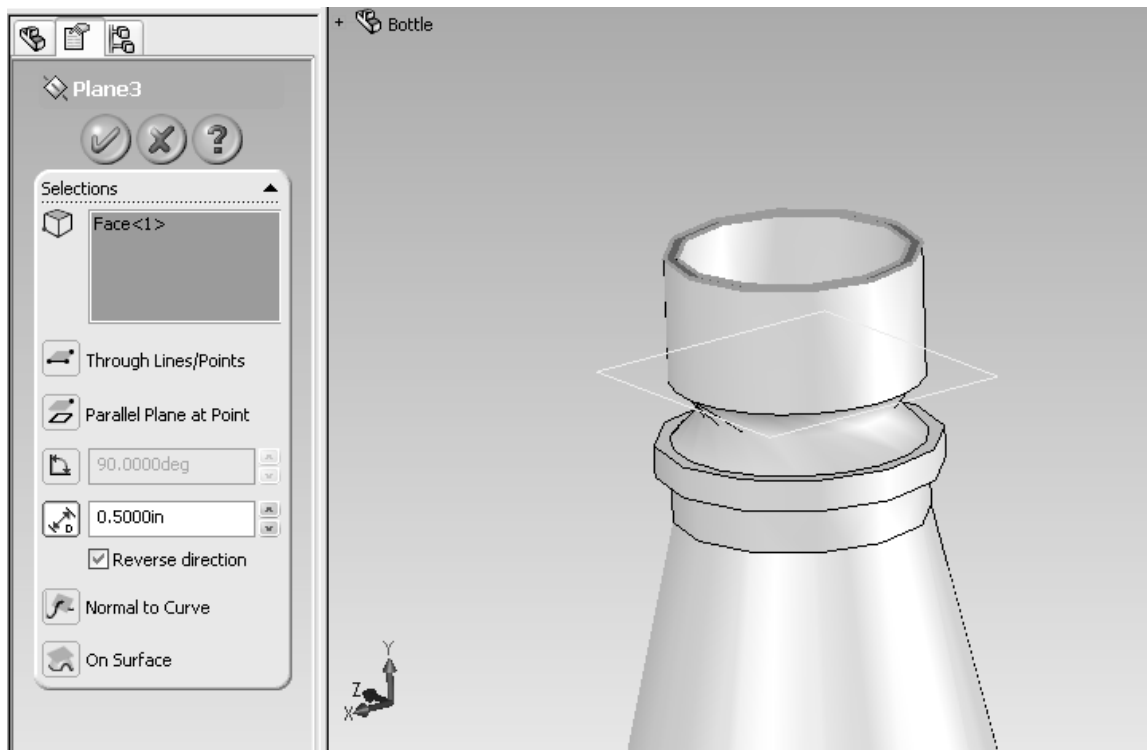 + Bottle
Plane3
?
Selections
Face<1>
Through Lines/Points
Parallel Plane at Point
90.0000deg
D
0.5000in
Reverse direction
Normal to Curve
On Surface
Y
Z
X